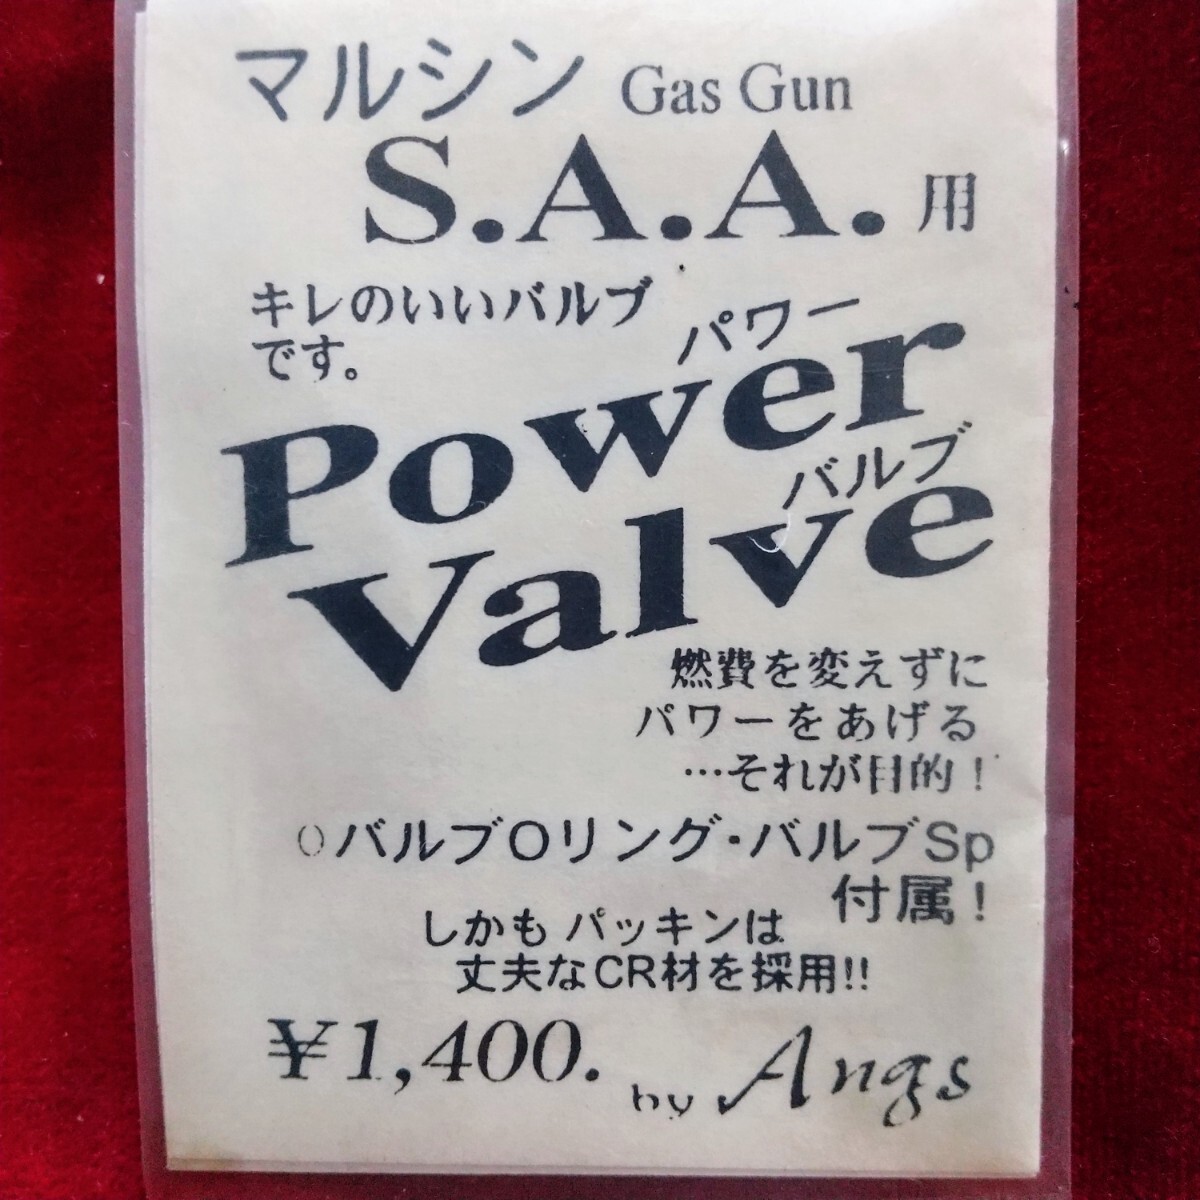 マルシン Gas Gun
S.A.A.用
キレのいいバルブ
です。
パワー
Power
バルブ
Valve
燃費を変えずに
パワーをあげる
…それが目的！
○バルブOリング・バルブSp
付属！
しかも パッキンは
丈夫なCR材を採用!!
¥1,400. by Angs